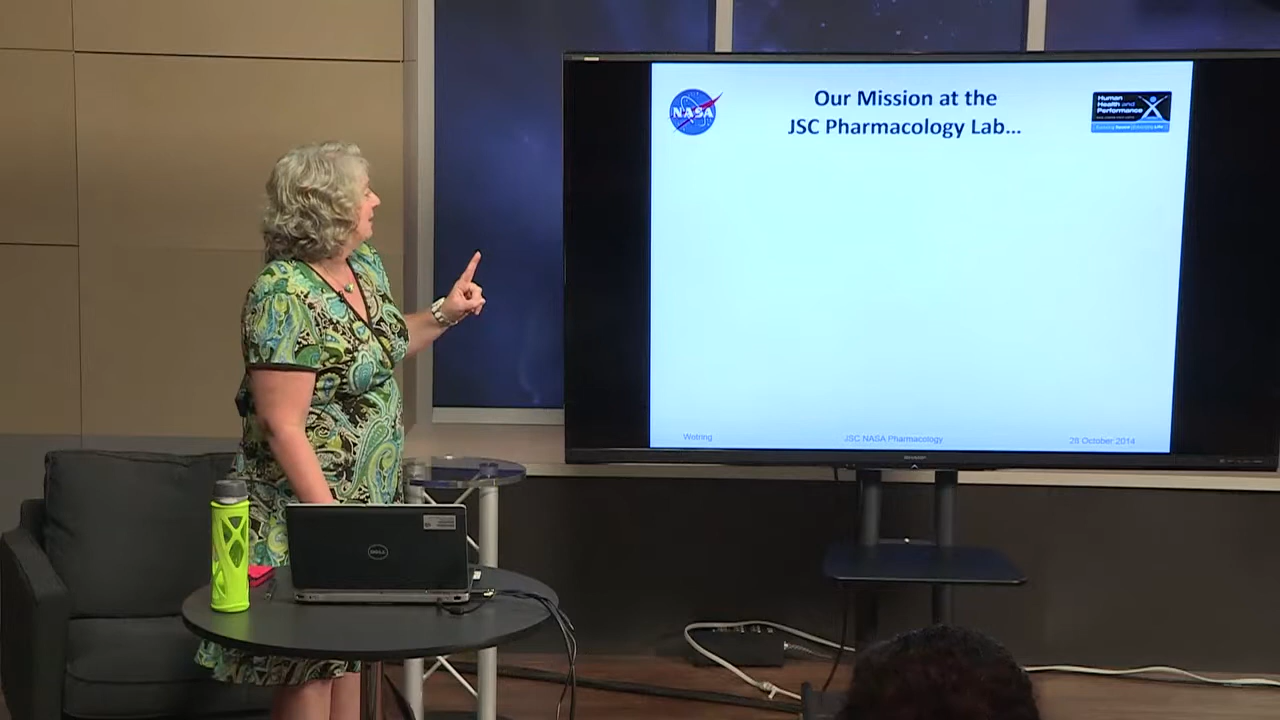 Our Mission at the
JSC Pharmacology Lab...
NASA
Human
Health and
Performance
Wotring
JSC NASA Pharmacology
28 October 2014
SHARP
DELL